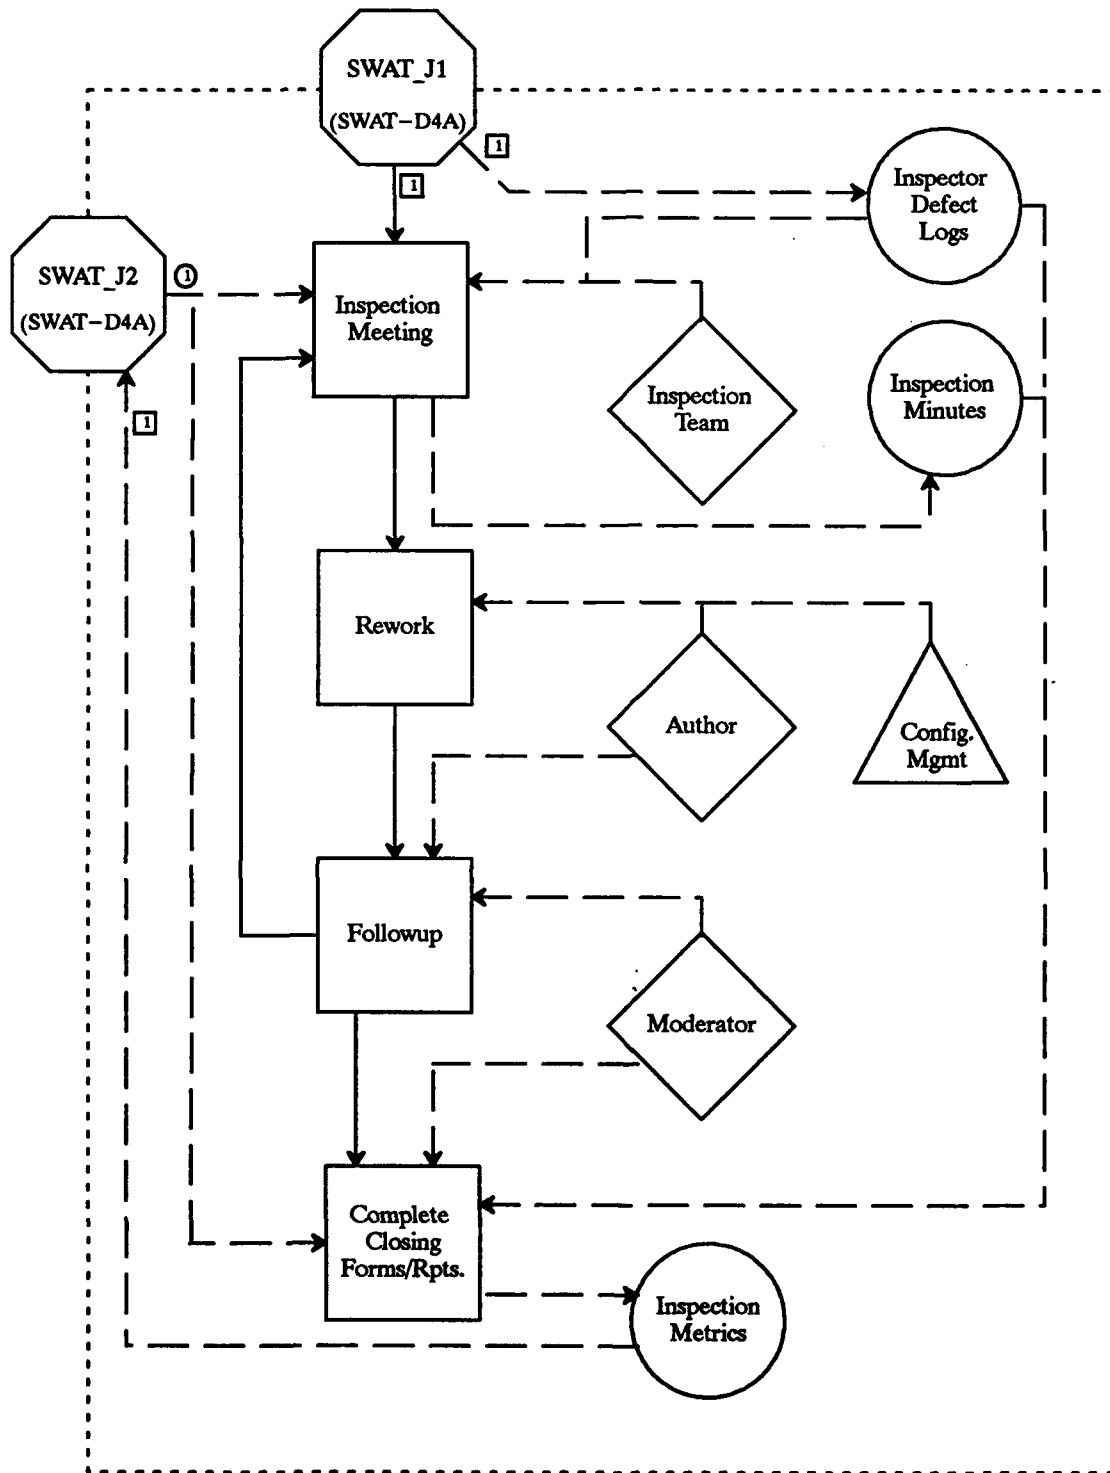 SWAT_J1
(SWAT-D4A)
1
1
Inspector
Defect
Logs
SWAT_J2
(SWAT-D4A)
1
Inspection
Meeting
Inspection
Team
Inspection
Minutes
1
Rework
Author
Config.
Mgmt
Followup
Moderator
Complete
Closing
Forms/Rpts.
Inspection
Metrics